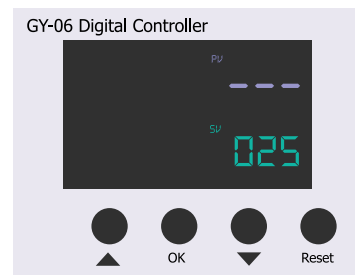 GY-06 Digital Controller
PV
---
SV
025
OK
Reset